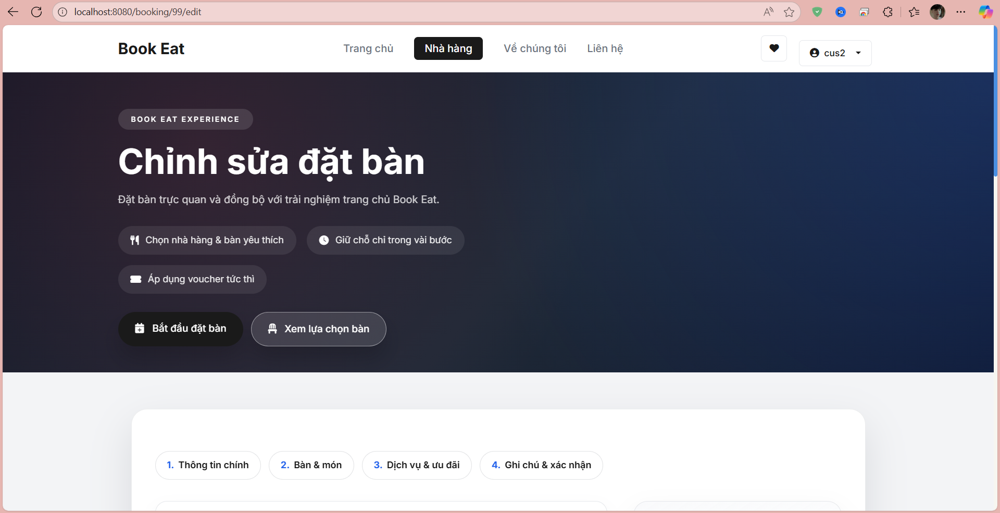 localhost:8080/booking/99/edit
Book Eat
Trang chủ
Nhà hàng
Về chúng tôi
Liên hệ
cus2
BOOK EAT EXPERIENCE
Chỉnh sửa đặt bàn
Đặt bàn trực quan và đồng bộ với trải nghiệm trang chủ Book Eat.
Chọn nhà hàng & bàn yêu thích
Giữ chỗ chỉ trong vài bước
Áp dụng voucher tức thì
Bắt đầu đặt bàn
Xem lựa chọn bàn
1. Thông tin chính
2. Bàn & món
3. Dịch vụ & ưu đãi
4. Ghi chú & xác nhận